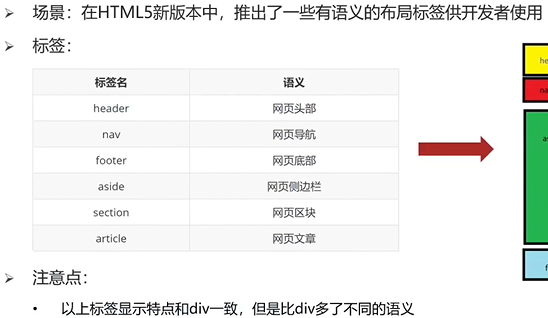 场景：在HTML5新版本中，推出了一些有语义的布局标签供开发者使用
标签：
标签名 语义
header 网页头部
nav 网页导航
footer 网页底部
aside 网页侧边栏
section 网页区块
article 网页文章
he
na
as
f
注意点：
以上标签显示特点和div一致，但是比div多了不同的语义